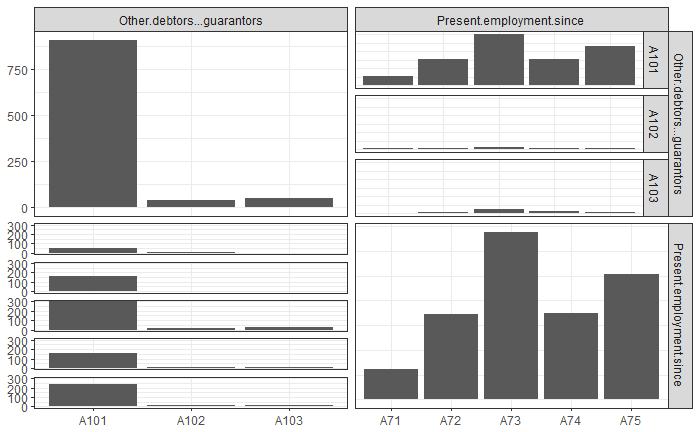 Other.debtors...guarantors
Present.employment.since
750
500
250
0
A101
A102
A103
Other.debtors...guarantors
300
200
100
0
300
200
100
0
300
200
100
0
300
200
100
0
300
200
100
0
Present.employment.since
A101
A102
A103
A71
A72
A73
A74
A75